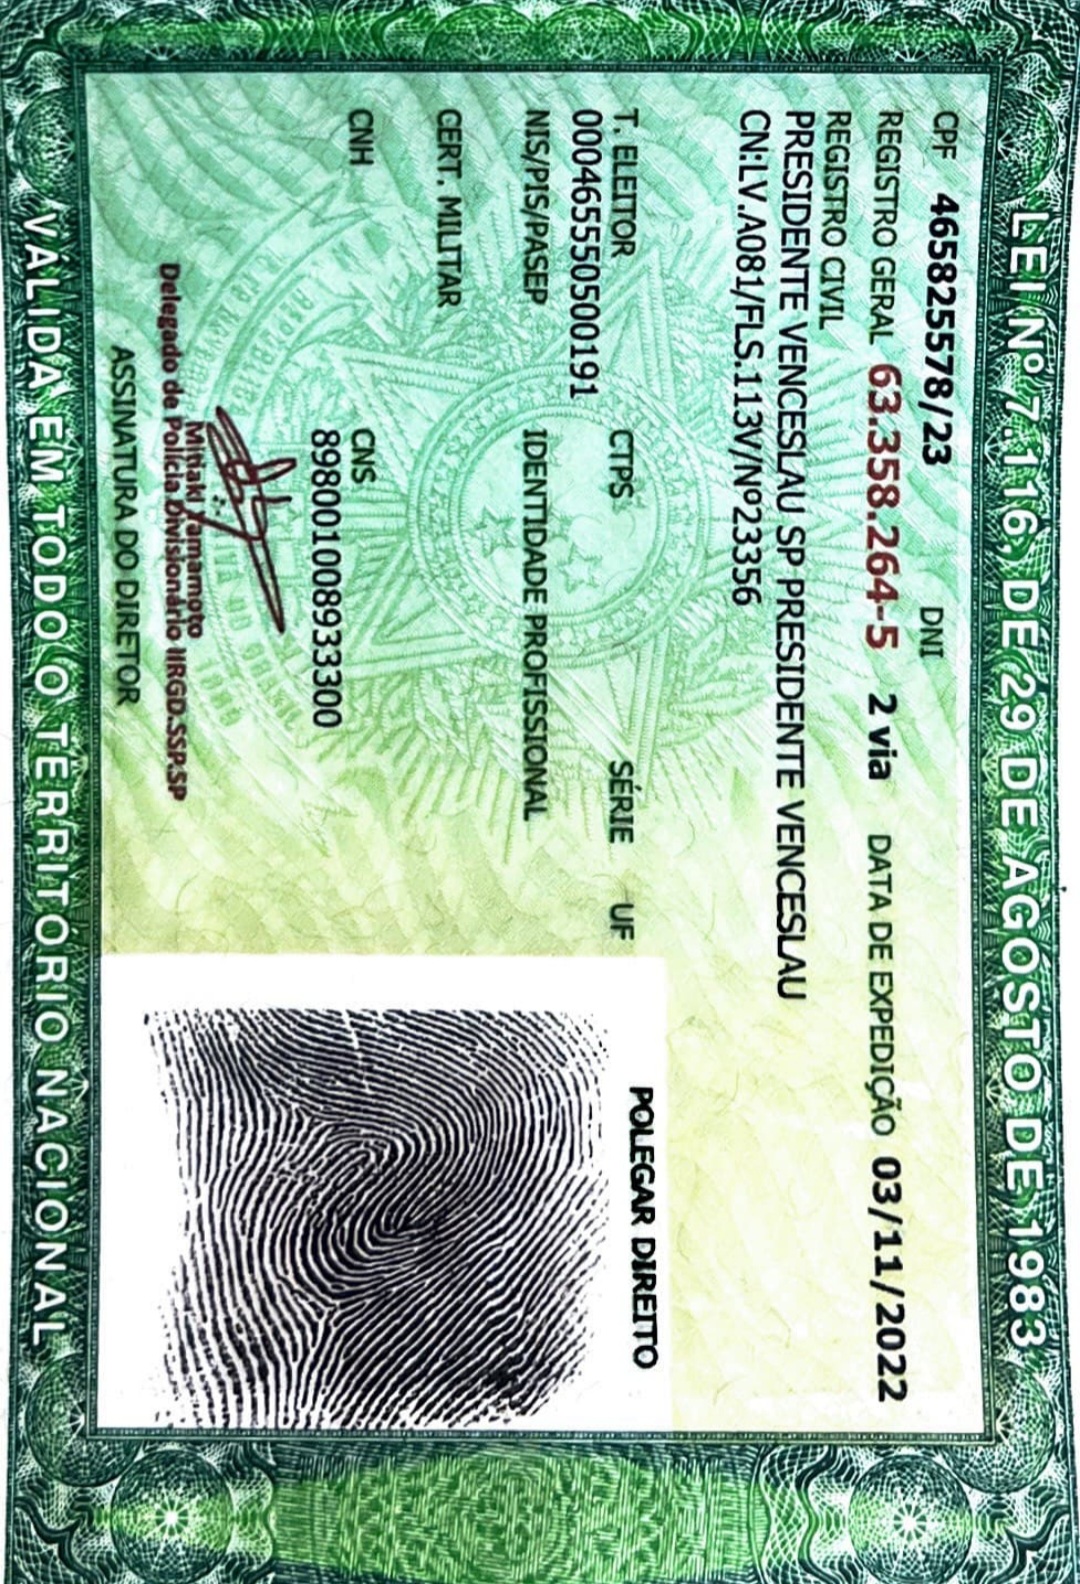 LEI Nº 7.116, DE 29 DE AGOSTO DE 1983
CPF 465825578/23 DNI
REGISTRO GERAL 63.358.264-5 2 via DATA DE EXPEDIÇÃO 03/11/2022
REGISTRO CIVIL
PRESIDENTE VENCESLAU SP PRESIDENTE VENCESLAU
CN:LV.A081/FLS.113V/Nº23356
T. ELEITOR CTPS SÉRIE UF
000465550500191
NIS/PIS/PASEP IDENTIDADE PROFISSIONAL
CERT. MILITAR
CNH CNS
898001008933300
POLEGAR DIREITO
Mitiaki Yamamoto
Delegado de Polícia Divisionário IIRGD.SSP.SP
ASSINATURA DO DIRETOR
VÁLIDA EM TODO O TERRITÓRIO NACIONAL